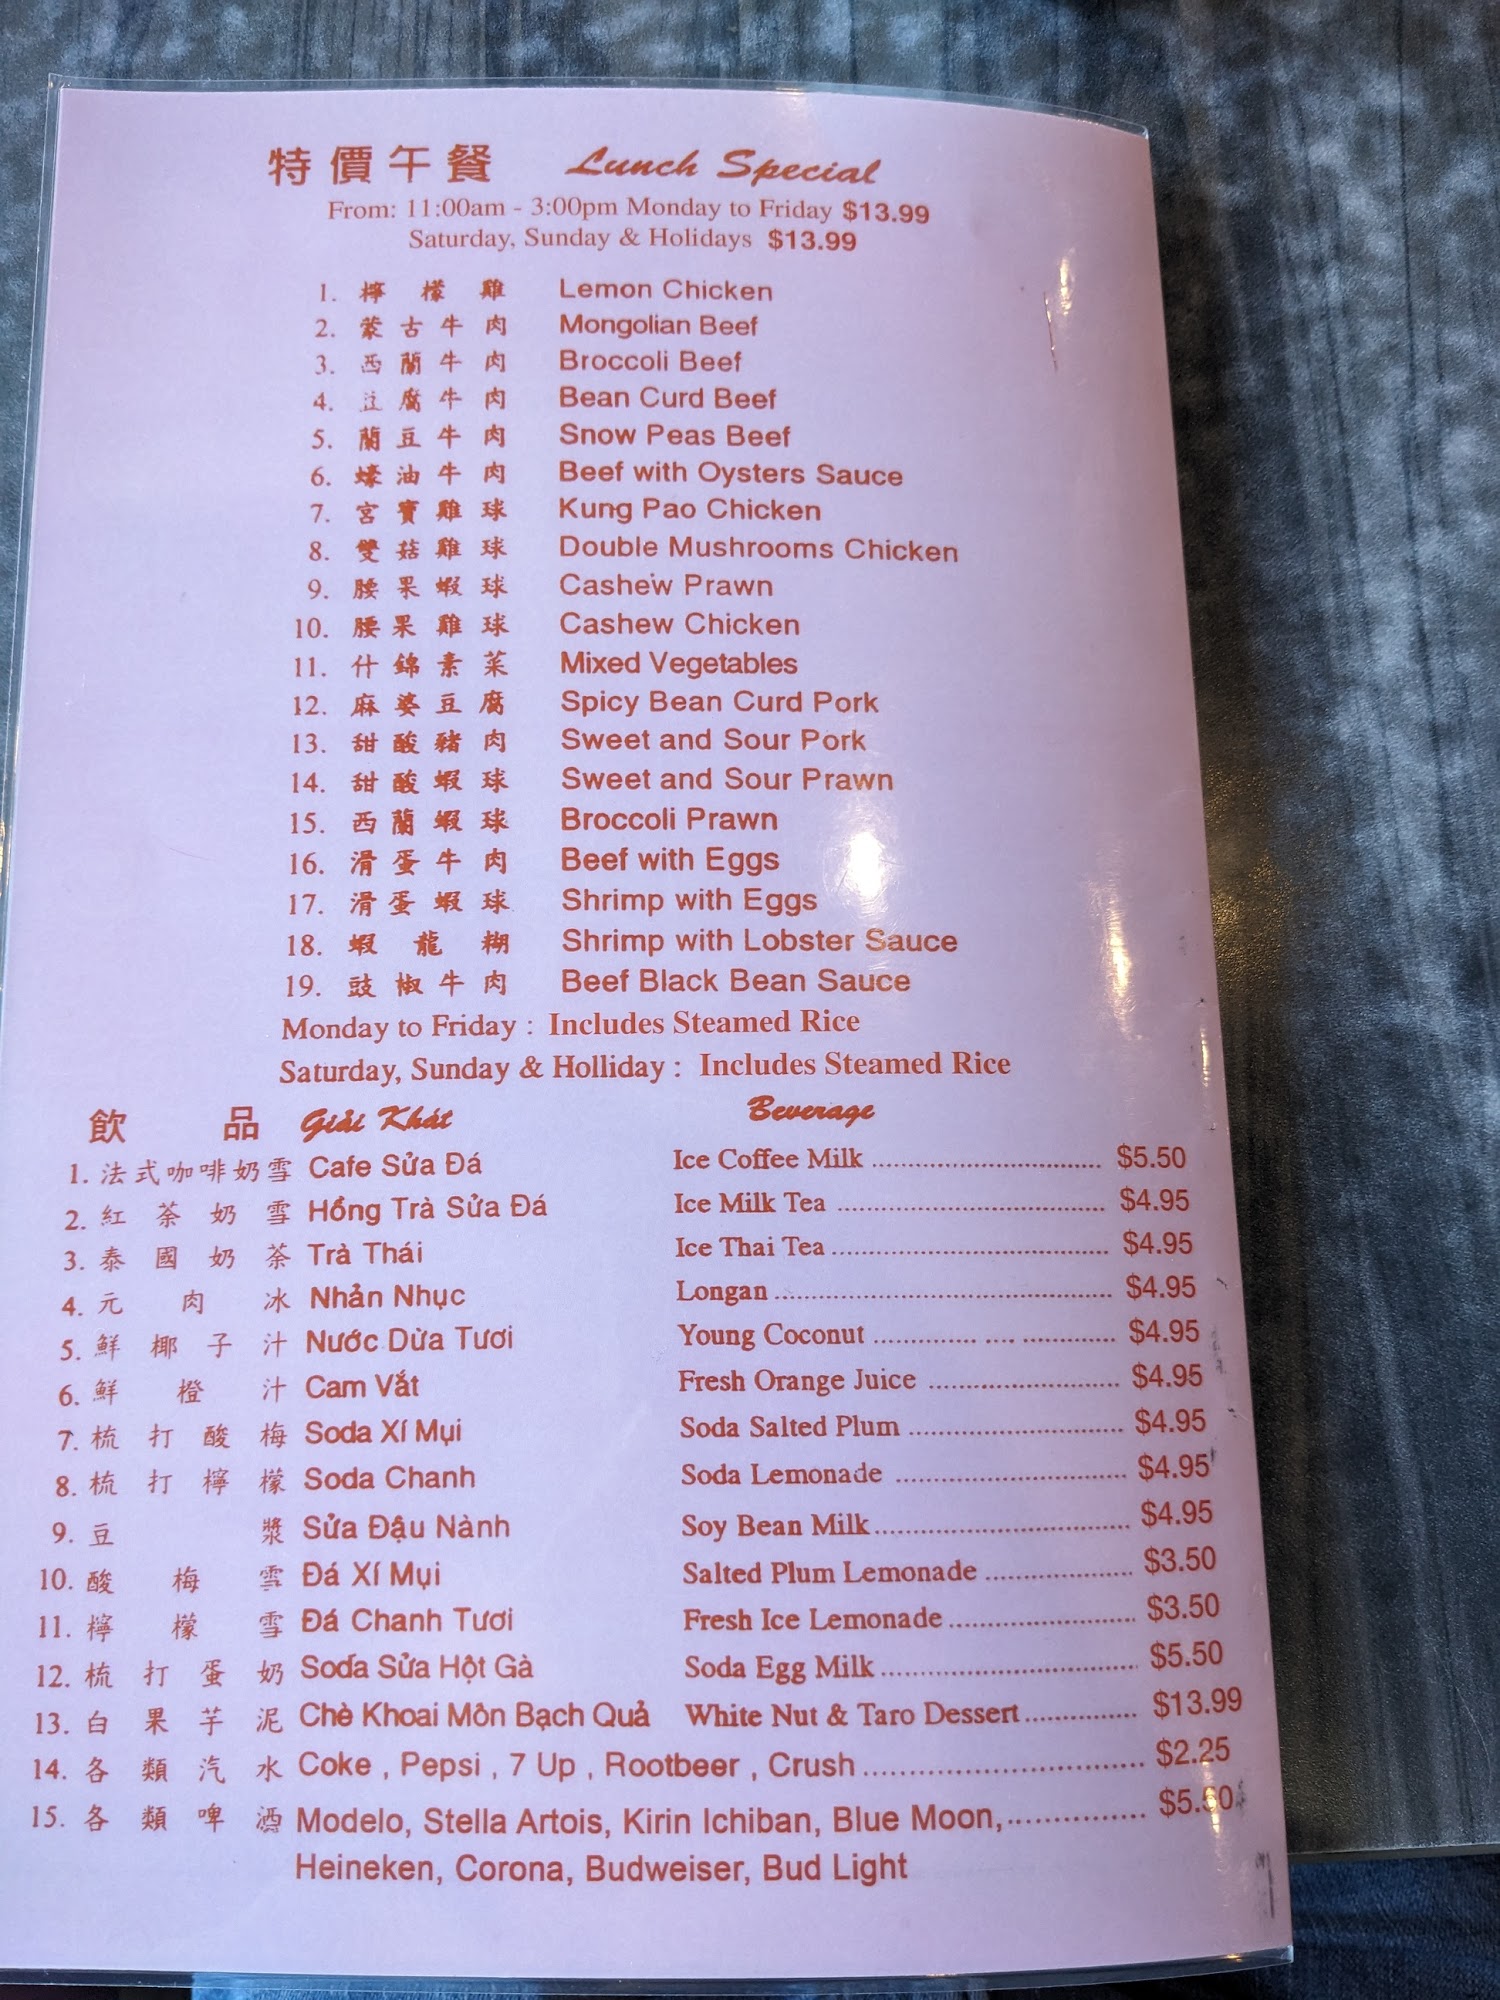 特價午餐 Lunch Special
From: 11:00am - 3:00pm Monday to Friday $13.99
Saturday, Sunday & Holidays $13.99
1. 檸檬雞 Lemon Chicken
2. 蒙古牛肉 Mongolian Beef
3. 西蘭牛肉 Broccoli Beef
4. 豆腐牛肉 Bean Curd Beef
5. 蘭豆牛肉 Snow Peas Beef
6. 蠔油牛肉 Beef with Oysters Sauce
7. 宮寶雞球 Kung Pao Chicken
8. 雙菇雞球 Double Mushrooms Chicken
9. 腰果蝦球 Cashew Prawn
10. 腰果雞球 Cashew Chicken
11. 什錦素菜 Mixed Vegetables
12. 麻婆豆腐 Spicy Bean Curd Pork
13. 甜酸豬肉 Sweet and Sour Pork
14. 甜酸蝦球 Sweet and Sour Prawn
15. 西蘭蝦球 Broccoli Prawn
16. 滑蛋牛肉 Beef with Eggs
17. 滑蛋蝦球 Shrimp with Eggs
18. 蝦龍糊 Shrimp with Lobster Sauce
19. 豉椒牛肉 Beef Black Bean Sauce
Monday to Friday : Includes Steamed Rice
Saturday, Sunday & Holliday : Includes Steamed Rice
飲品 Giải Khát Beverage
1. 法式咖啡奶雪 Cafe Sửa Đá Ice Coffee Milk $5.50
2. 紅茶奶雪 Hồng Trà Sửa Đá Ice Milk Tea $4.95
3. 泰國奶茶 Trà Thái Ice Thai Tea $4.95
4. 元肉冰 Nhản Nhục Longan $4.95
5. 鮮椰子汁 Nước Dừa Tươi Young Coconut $4.95
6. 鮮橙汁 Cam Vắt Fresh Orange Juice $4.95
7. 梳打酸梅 Soda Xí Mụi Soda Salted Plum $4.95
8. 梳打檸檬 Soda Chanh Soda Lemonade $4.95
9. 豆漿 Sửa Đậu Nành Soy Bean Milk $4.95
10. 酸梅雪 Đá Xí Mụi Salted Plum Lemonade $3.50
11. 檸檬雪 Đá Chanh Tươi Fresh Ice Lemonade $3.50
12. 梳打蛋奶 Soda Sửa Hột Gà Soda Egg Milk $5.50
13. 白果芋泥 Chè Khoai Môn Bạch Quả White Nut & Taro Dessert $13.99
14. 各類汽水 Coke , Pepsi , 7 Up , Rootbeer , Crush $2.25
15. 各類啤酒 Modelo, Stella Artois, Kirin Ichiban, Blue Moon, $5.50
Heineken, Corona, Budweiser, Bud Light